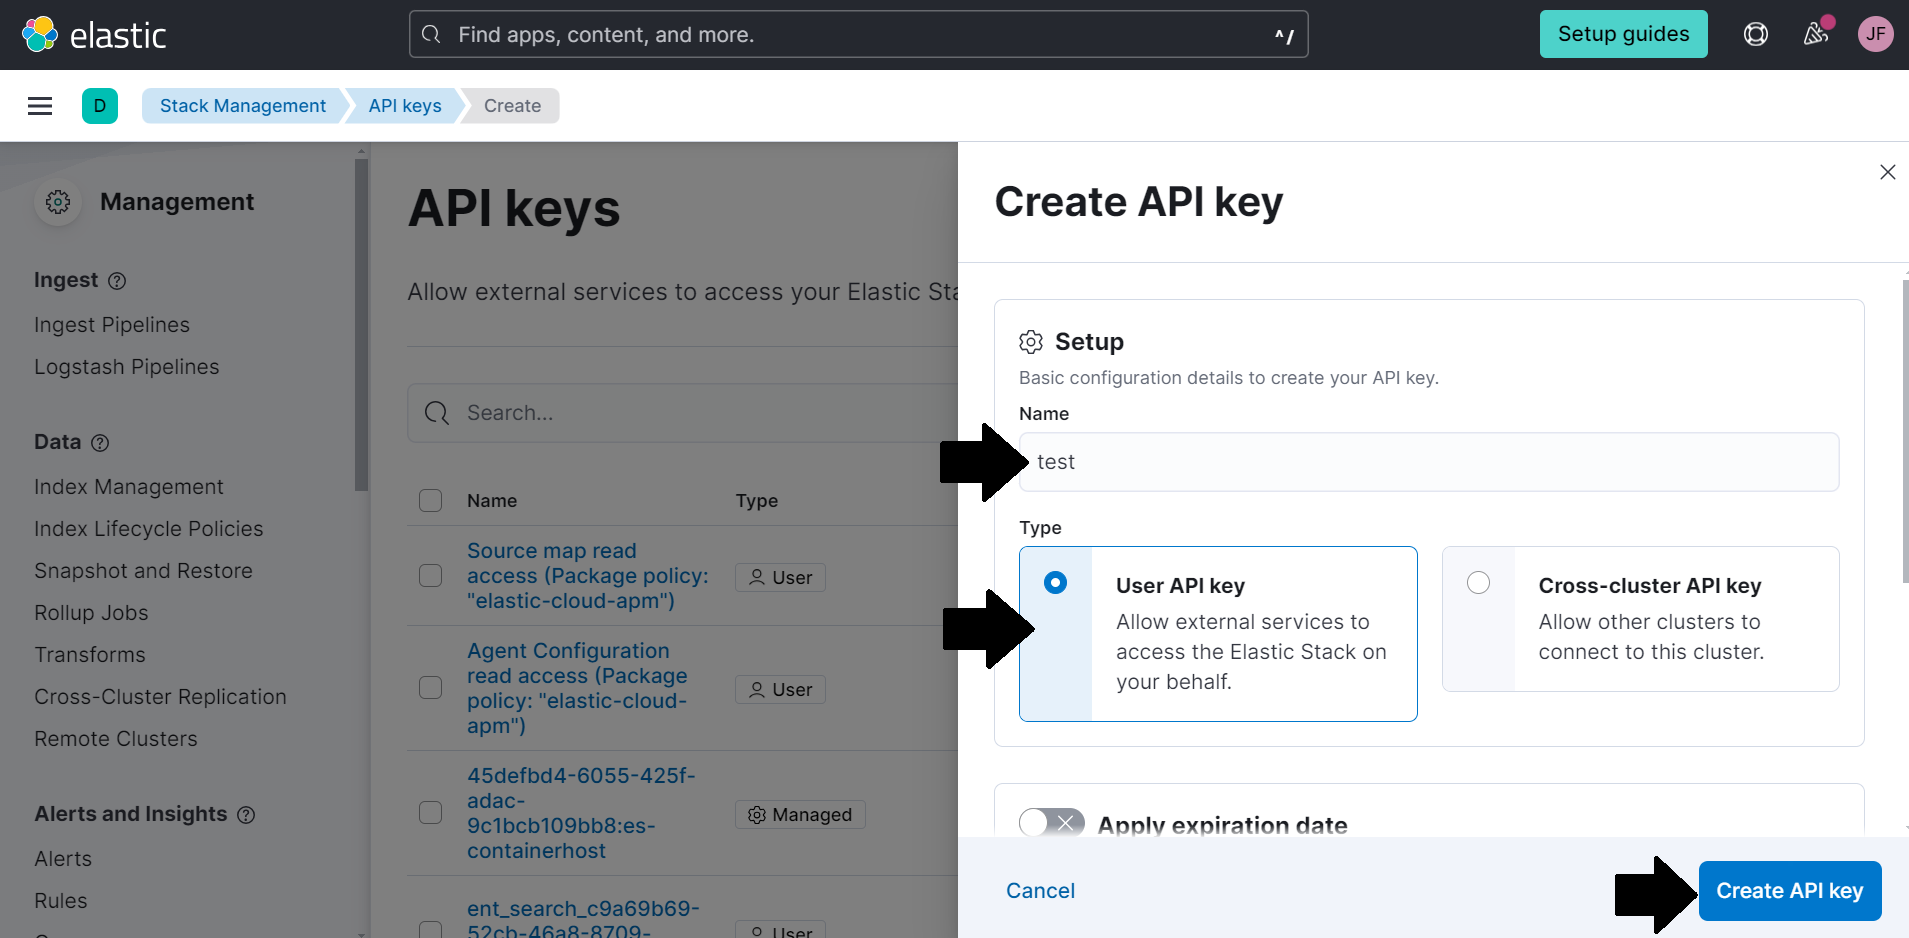 elastic
Find apps, content, and more.
^/
Setup guides
JF
D
Stack Management
API keys
Create
Management
Ingest
Ingest Pipelines
Logstash Pipelines
Data
Index Management
Index Lifecycle Policies
Snapshot and Restore
Rollup Jobs
Transforms
Cross-Cluster Replication
Remote Clusters
Alerts and Insights
Alerts
Rules
API keys
Allow external services to access your Elastic Sta
Search...
Name Type
Source map read
access (Package policy:
"elastic-cloud-apm")
User
Agent Configuration
read access (Package
policy: "elastic-cloud-
apm")
User
45defbd4-6055-425f-
adac-
9c1bcb109bb8:es-
containerhost
Managed
ent_search_c9a69b69-
52cb-46a8-8709-
User
Create API key
Setup
Basic configuration details to create your API key.
Name
test
Type
User API key
Allow external services to
access the Elastic Stack on
your behalf.
Cross-cluster API key
Allow other clusters to
connect to this cluster.
Apply expiration date
Cancel
Create API key